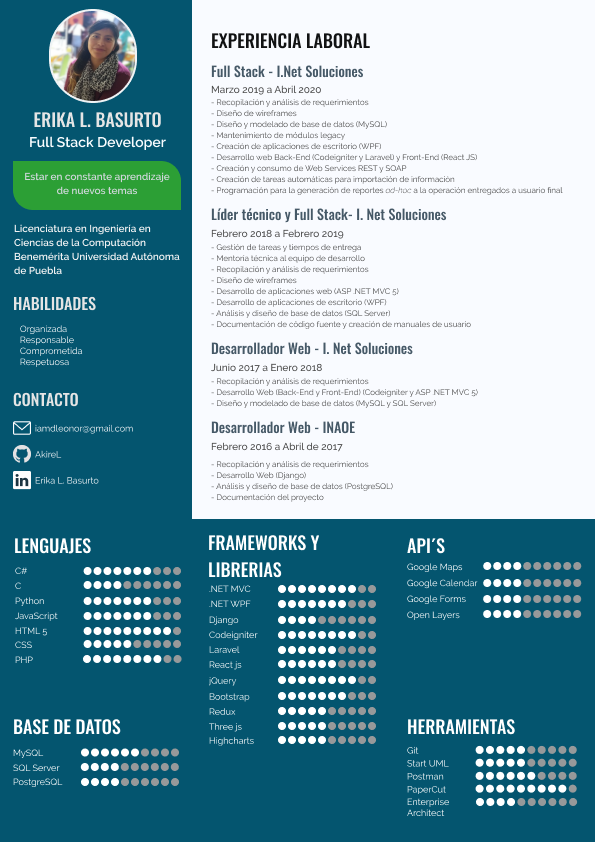 ERIKA L. BASURTO
Full Stack Developer
Estar en constante aprendizaje
de nuevos temas
Licenciatura en Ingeniería en
Ciencias de la Computación
Benemérita Universidad Autónoma
de Puebla
HABILIDADES
Organizada
Responsable
Comprometida
Respetuosa
CONTACTO
iamdleonor@gmail.com
AkireL
Erika L. Basurto
EXPERIENCIA LABORAL
Full Stack - I.Net Soluciones
Marzo 2019 a Abril 2020
- Recopilación y análisis de requerimientos
- Diseño de wireframes
- Diseño y modelado de base de datos (MySQL)
- Mantenimiento de módulos legacy
- Creación de aplicaciones de escritorio (WPF)
- Desarrollo web Back-End (Codeigniter y Laravel) y Front-End (React JS)
- Creación y consumo de Web Services REST y SOAP
- Creación de tareas automáticas para importación de información
- Programación para la generación de reportes ad-hoc a la operación entregados a usuario final
Líder técnico y Full Stack- I. Net Soluciones
Febrero 2018 a Febrero 2019
- Gestión de tareas y tiempos de entrega
- Mentoría técnica al equipo de desarrollo
- Recopilación y análisis de requerimientos
- Diseño de wireframes
- Desarrollo de aplicaciones web (ASP .NET MVC 5)
- Desarrollo de aplicaciones de escritorio (WPF)
- Análisis y diseño de base de datos (SQL Server)
- Documentación de código fuente y creación de manuales de usuario
Desarrollador Web - I. Net Soluciones
Junio 2017 a Enero 2018
- Recopilación y análisis de requerimientos
- Desarrollo Web (Back-End y Front-End) (Codeigniter y ASP .NET MVC 5)
- Diseño y modelado de base de datos (MySQL y SQL Server)
Desarrollador Web - INAOE
Febrero 2016 a Abril de 2017
- Recopilación y análisis de requerimientos
- Desarrollo Web (Django)
- Análisis y diseño de base de datos (PostgreSQL)
- Documentación del proyecto
LENGUAJES
C#
C
Python
JavaScript
HTML 5
CSS
PHP
BASE DE DATOS
MySQL
SQL Server
PostgreSQL
FRAMEWORKS Y
LIBRERIAS
.NET MVC
.NET WPF
Django
Codeigniter
Laravel
React js
jQuery
Bootstrap
Redux
Three js
Highcharts
API´S
Google Maps
Google Calendar
Google Forms
Open Layers
HERRAMIENTAS
Git
Start UML
Postman
PaperCut
Enterprise
Architect